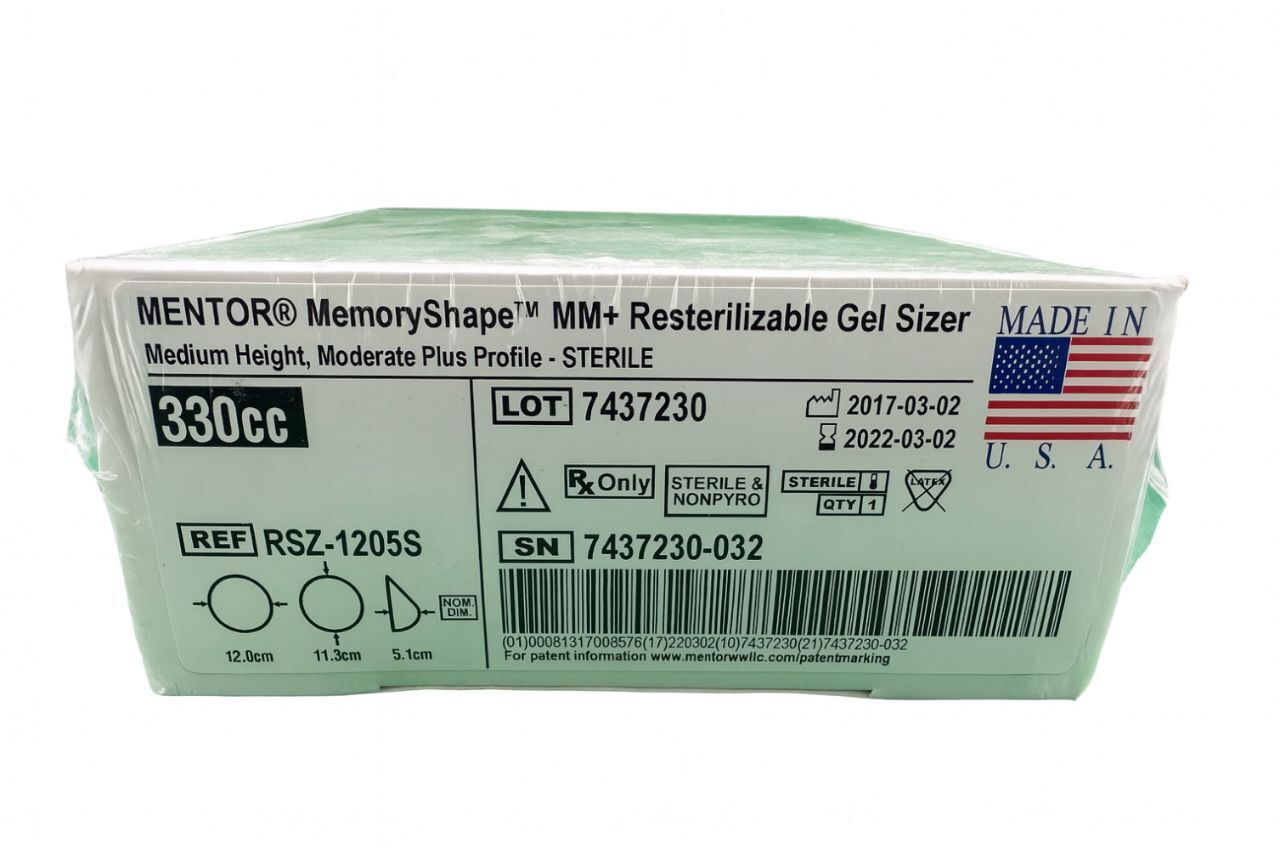 MENTOR® MemoryShape™ MM+ Resterilizable Gel Sizer
Medium Height, Moderate Plus Profile - STERILE
MADE IN
U. S. A.
330cc
REF RSZ-1205S
NOM.
DIM.
12.0cm 11.3cm 5.1cm
LOT 7437230
2017-03-02
2022-03-02
Rx Only
STERILE &
NONPYRO
STERILE
QTY 1
LATEX
SN 7437230-032
(01)00081317008576(17)220302(10)7437230(21)7437230-032
For patent information www.mentorwwllc.com/patentmarking